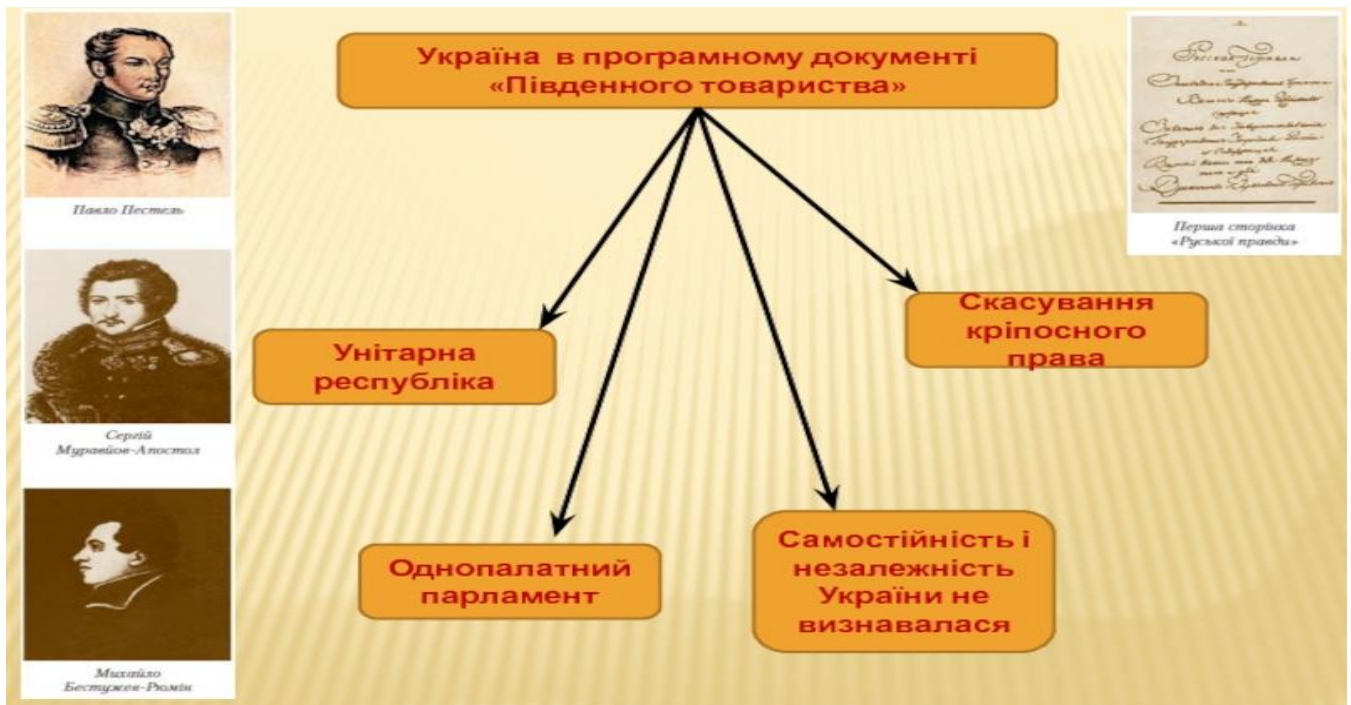 Україна в програмному документі
«Південного товариства»
Павло Пестель
Перша сторінка
«Руської правди»
Скасування
кріпосного
права
Унітарна
республіка
Сергій
Муравйов-Апостол
Самостійність і
незалежність
України не
визнавалася
Однопалатний
парламент
Михайло
Бестужев-Рюмін